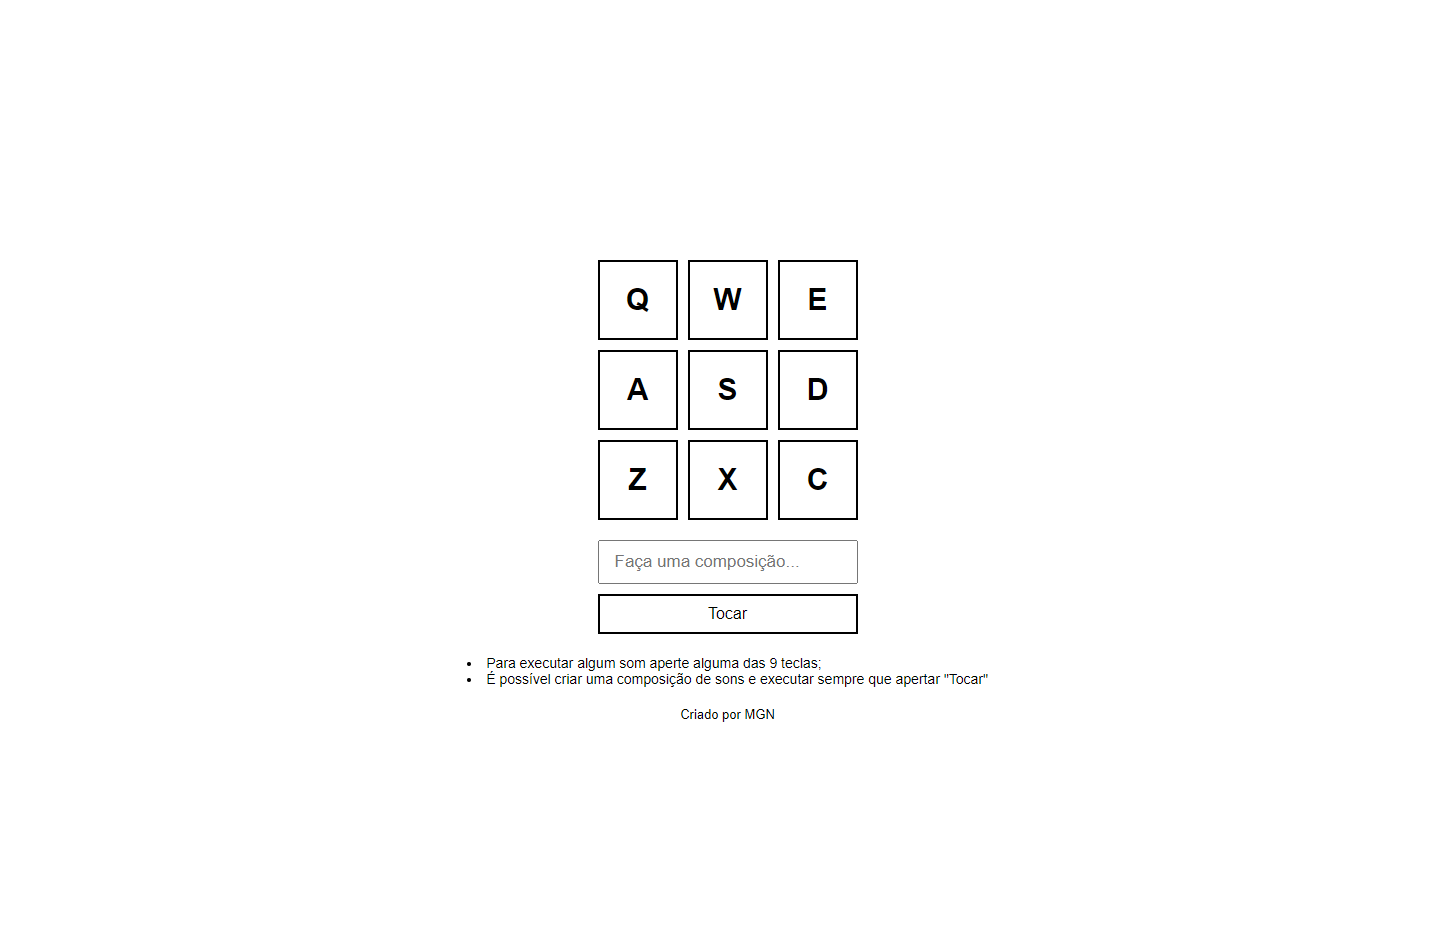 Q W E
A S D
Z X C
Faça uma composição...
Tocar
Para executar algum som aperte alguma das 9 teclas;
É possível criar uma composição de sons e executar sempre que apertar "Tocar"
Criado por MGN